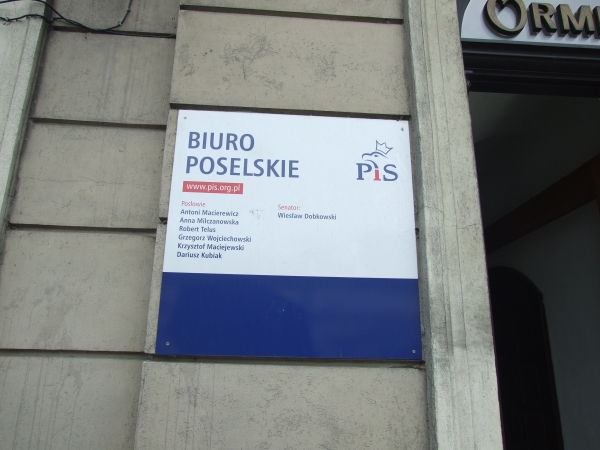 ÖRM
BIURO
POSELSKIE
www.pis.org.pl
PiS
Posłowie
Antoni Macierewicz
Anna Milczanowska
Robert Telus
Grzegorz Wojciechowski
Krzysztof Maciejewski
Dariusz Kubiak
Senator:
Wiesław Dobkowski